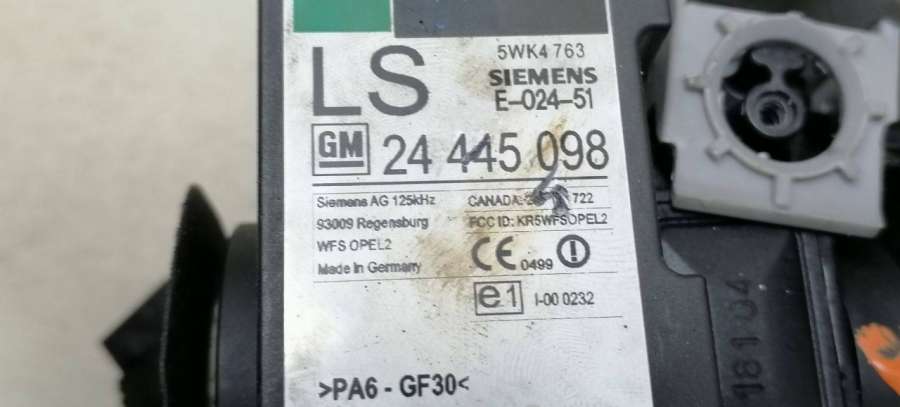 LS
5WK4 763
SIEMENS
E-024-51
GM 24 445 098
Siemens AG 125kHz
93009 Regensburg
WFS OPEL2
Made in Germany
CANADA: 722
FCC ID: KR5WFSOPEL2
CE 0499
e1 I-00 0232
>PA6 - GF30<
18104